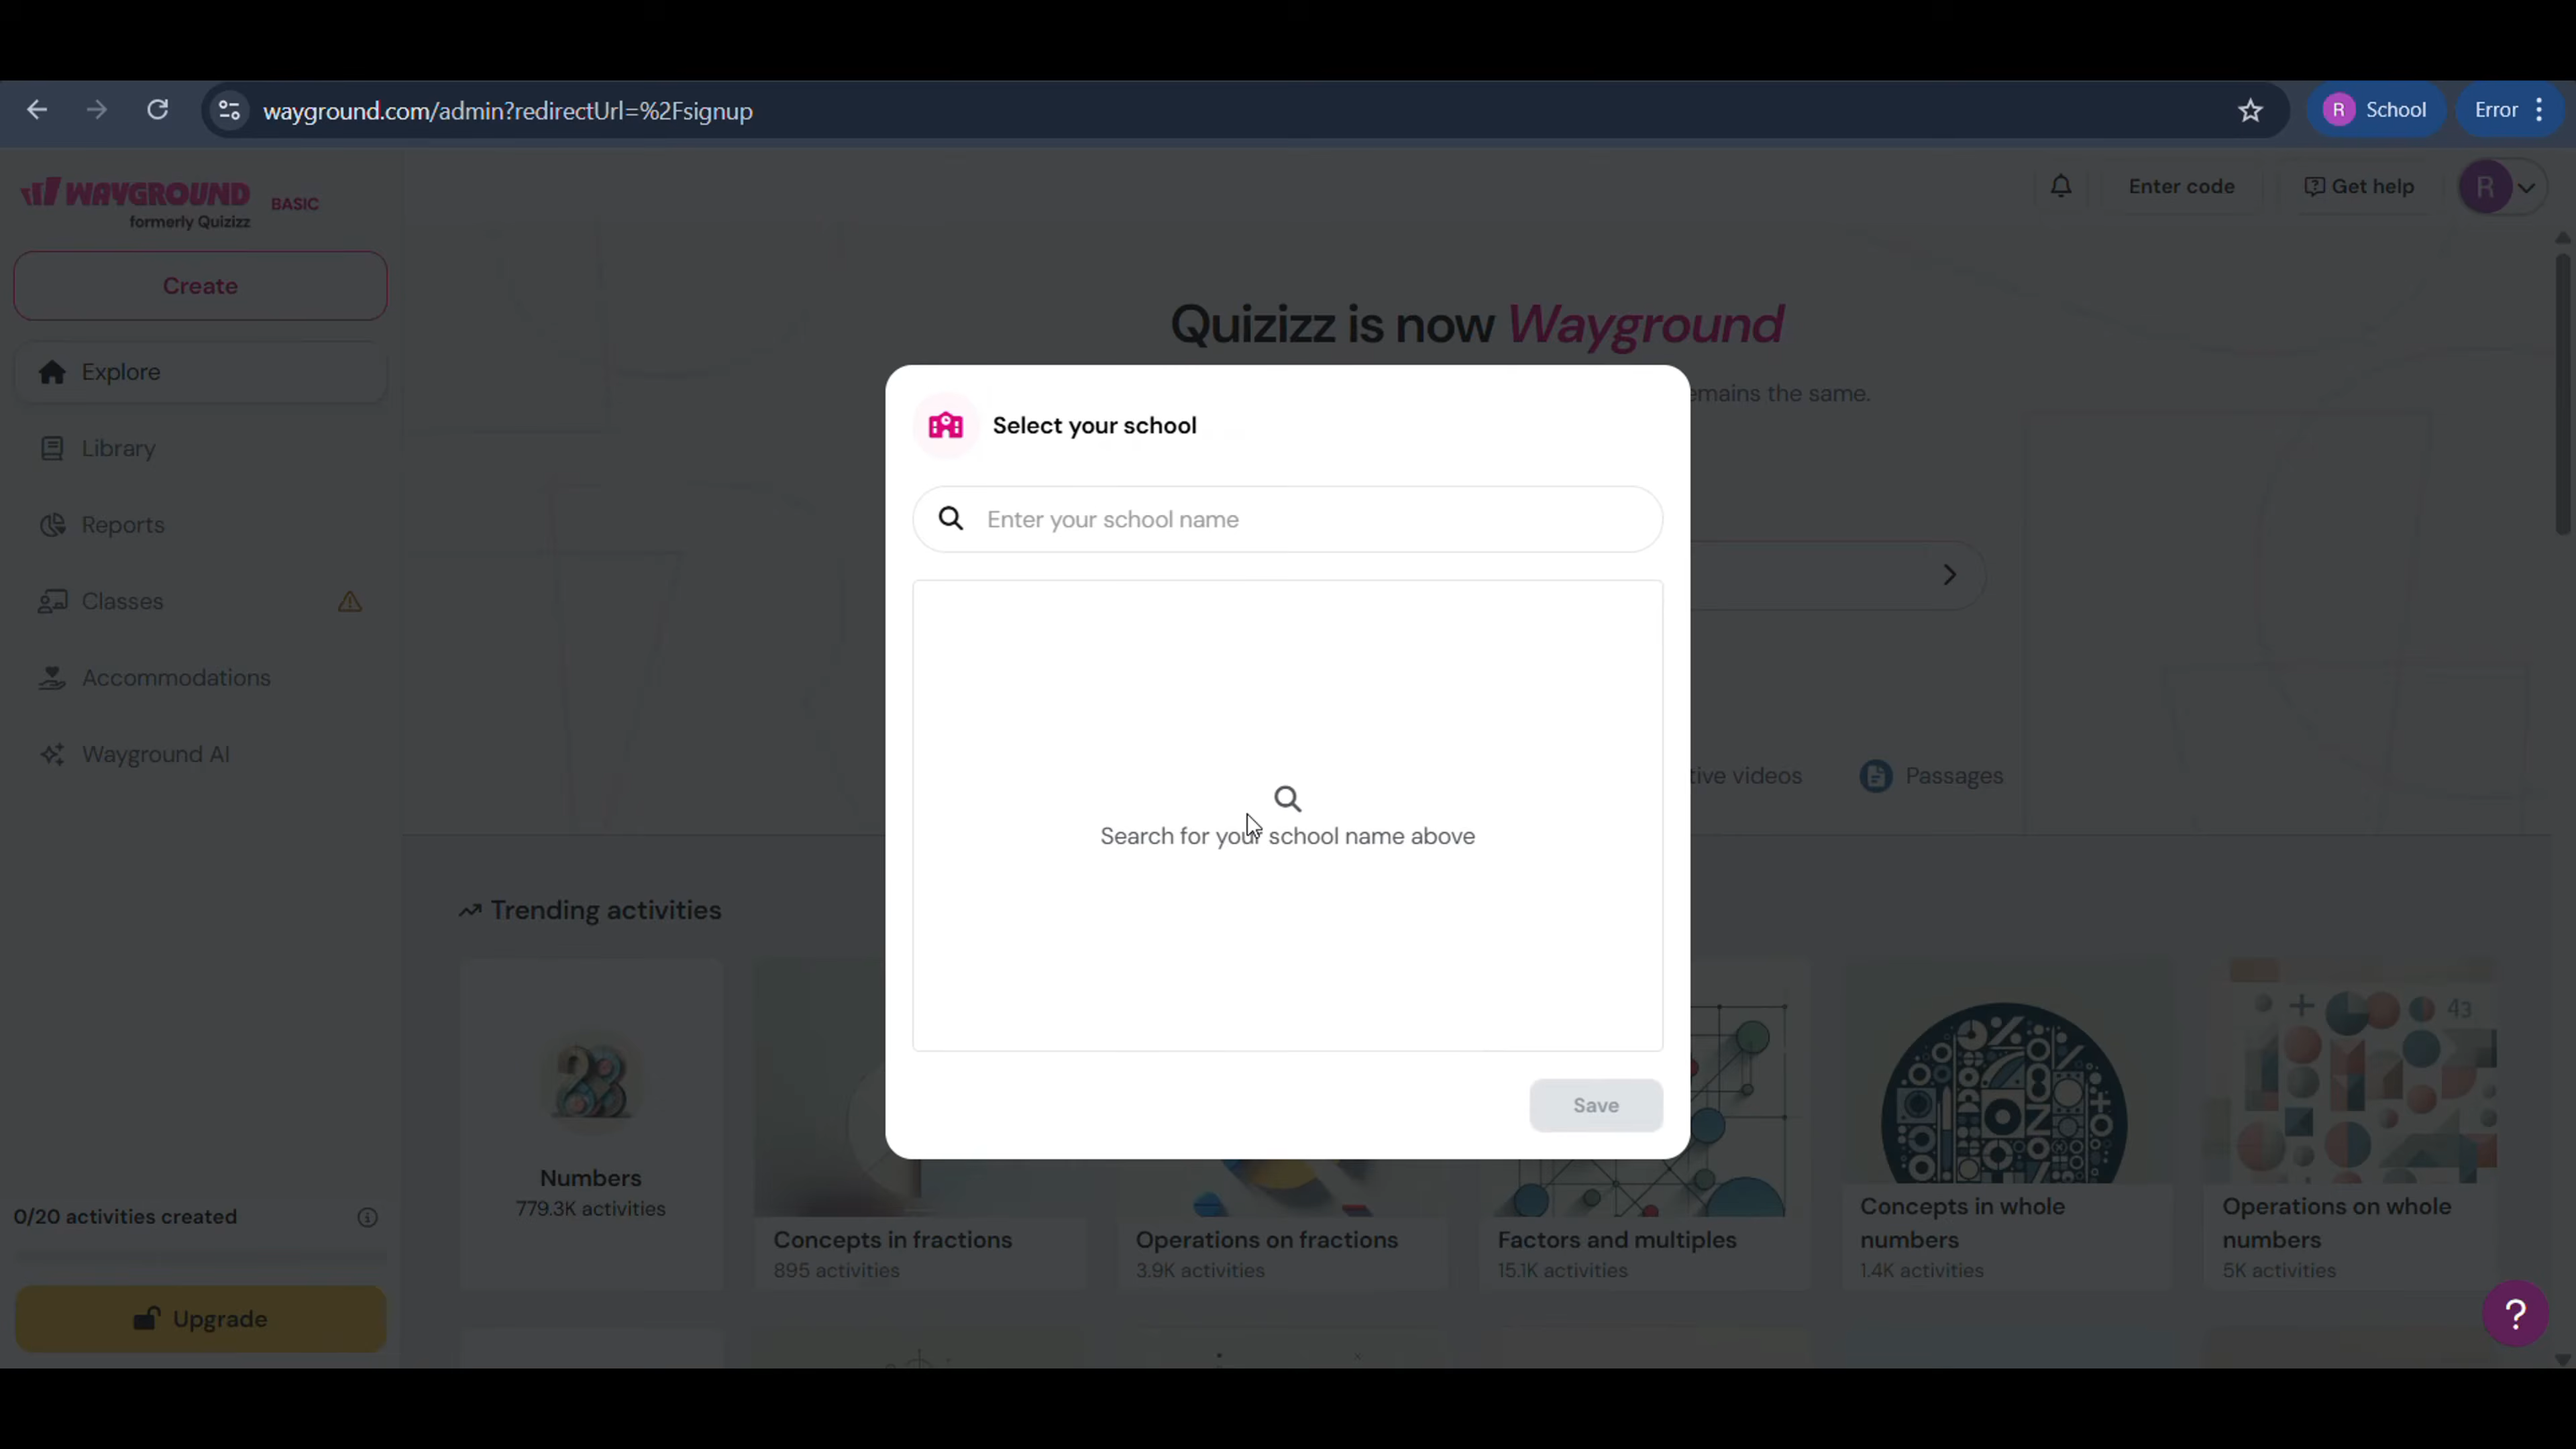 wayground.com/admin?redirectUrl=%2Fsignup
R School
Error
WAYGROUND
formerly Quizizz
BASIC
Enter code
Get help
R
Create
Explore
Library
Reports
Classes
Accommodations
Wayground AI
0/20 activities created
Upgrade
Quizizz is now Wayground
emains the same.
Select your school
Enter your school name
Search for your school name above
Save
tive videos
Passages
Trending activities
Numbers
779.3K activities
Concepts in fractions
895 activities
Operations on fractions
3.9K activities
Factors and multiples
15.1K activities
Concepts in whole
numbers
1.4K activities
43
Operations on whole
numbers
5K activities
?